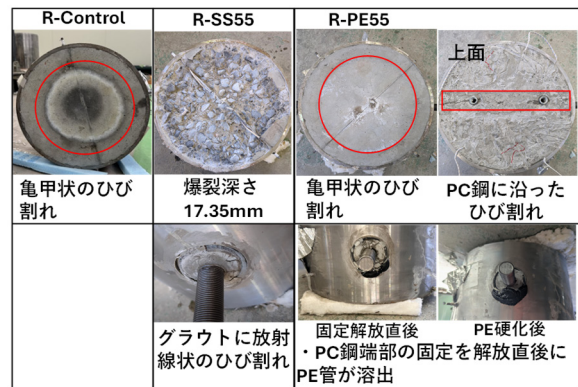 R-Control
R-SS55
R-PE55
上面
亀甲状のひび
割れ
爆裂深さ
17.35mm
亀甲状のひび
割れ
PC鋼に沿った
ひび割れ
グラウトに放射
線状のひび割れ
固定解放直後
PE硬化後
・PC鋼端部の固定を解放直後に
PE管が溶出